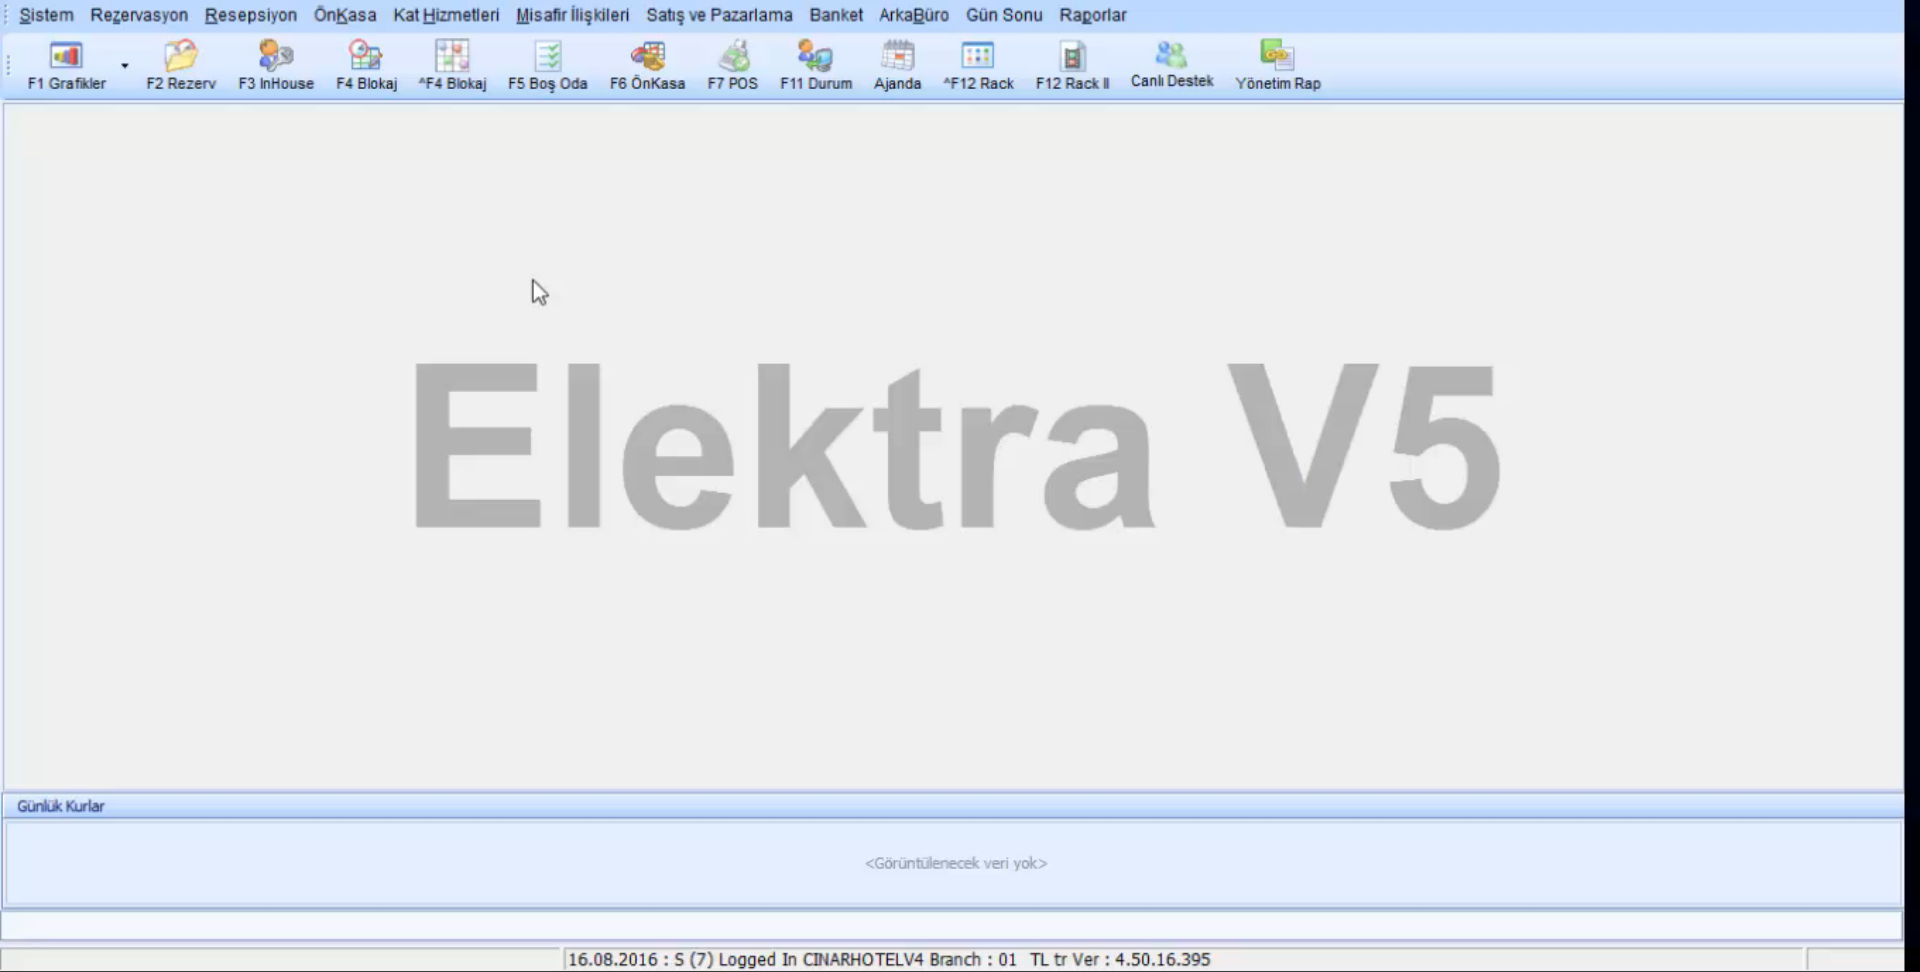 Sistem Rezervasyon Resepsiyon ÖnKasa Kat Hizmetleri Misafir İlişkileri Satış ve Pazarlama Banket ArkaBüro Gün Sonu Raporlar
F1 Grafikler F2 Rezerv F3 InHouse F4 Blokaj ^F4 Blokaj F5 Boş Oda F6 ÖnKasa F7 POS F11 Durum Ajanda ^F12 Rack F12 Rack II Canlı Destek Yönetim Rap
Elektra V5
Günlük Kurlar
<Görüntülenecek veri yok>
16.08.2016 : S (7) Logged In CINARHOTELV4 Branch : 01 TL tr Ver : 4.50.16.395